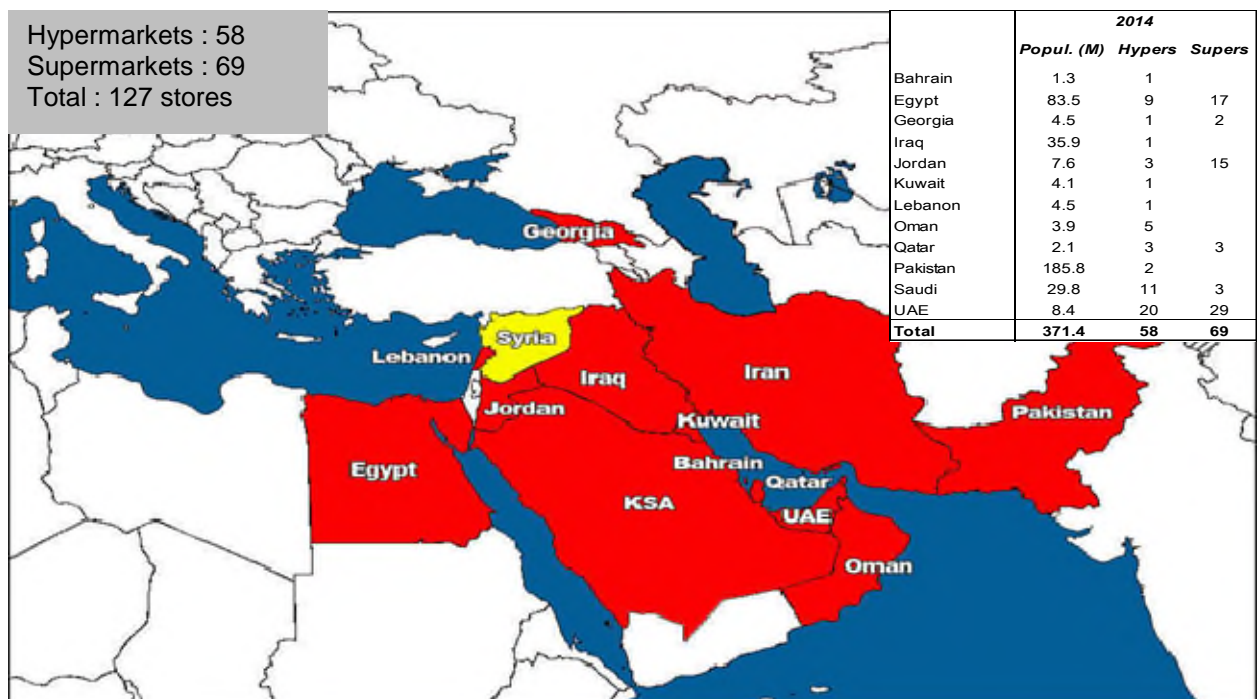 Hypermarkets : 58
Supermarkets : 69
Total : 127 stores
2014
Popul. (M) Hypers Supers
Bahrain 1.3 1
Egypt 83.5 9 17
Georgia 4.5 1 2
Iraq 35.9 1
Jordan 7.6 3 15
Kuwait 4.1 1
Lebanon 4.5 1
Oman 3.9 5
Qatar 2.1 3 3
Pakistan 185.8 2
Saudi 29.8 11 3
UAE 8.4 20 29
Total 371.4 58 69
Georgia
Syria
Lebanon
Iraq
Iran
Jordan
Kuwait
Pakistan
Egypt
Bahrain
Qatar
KSA
UAE
Oman